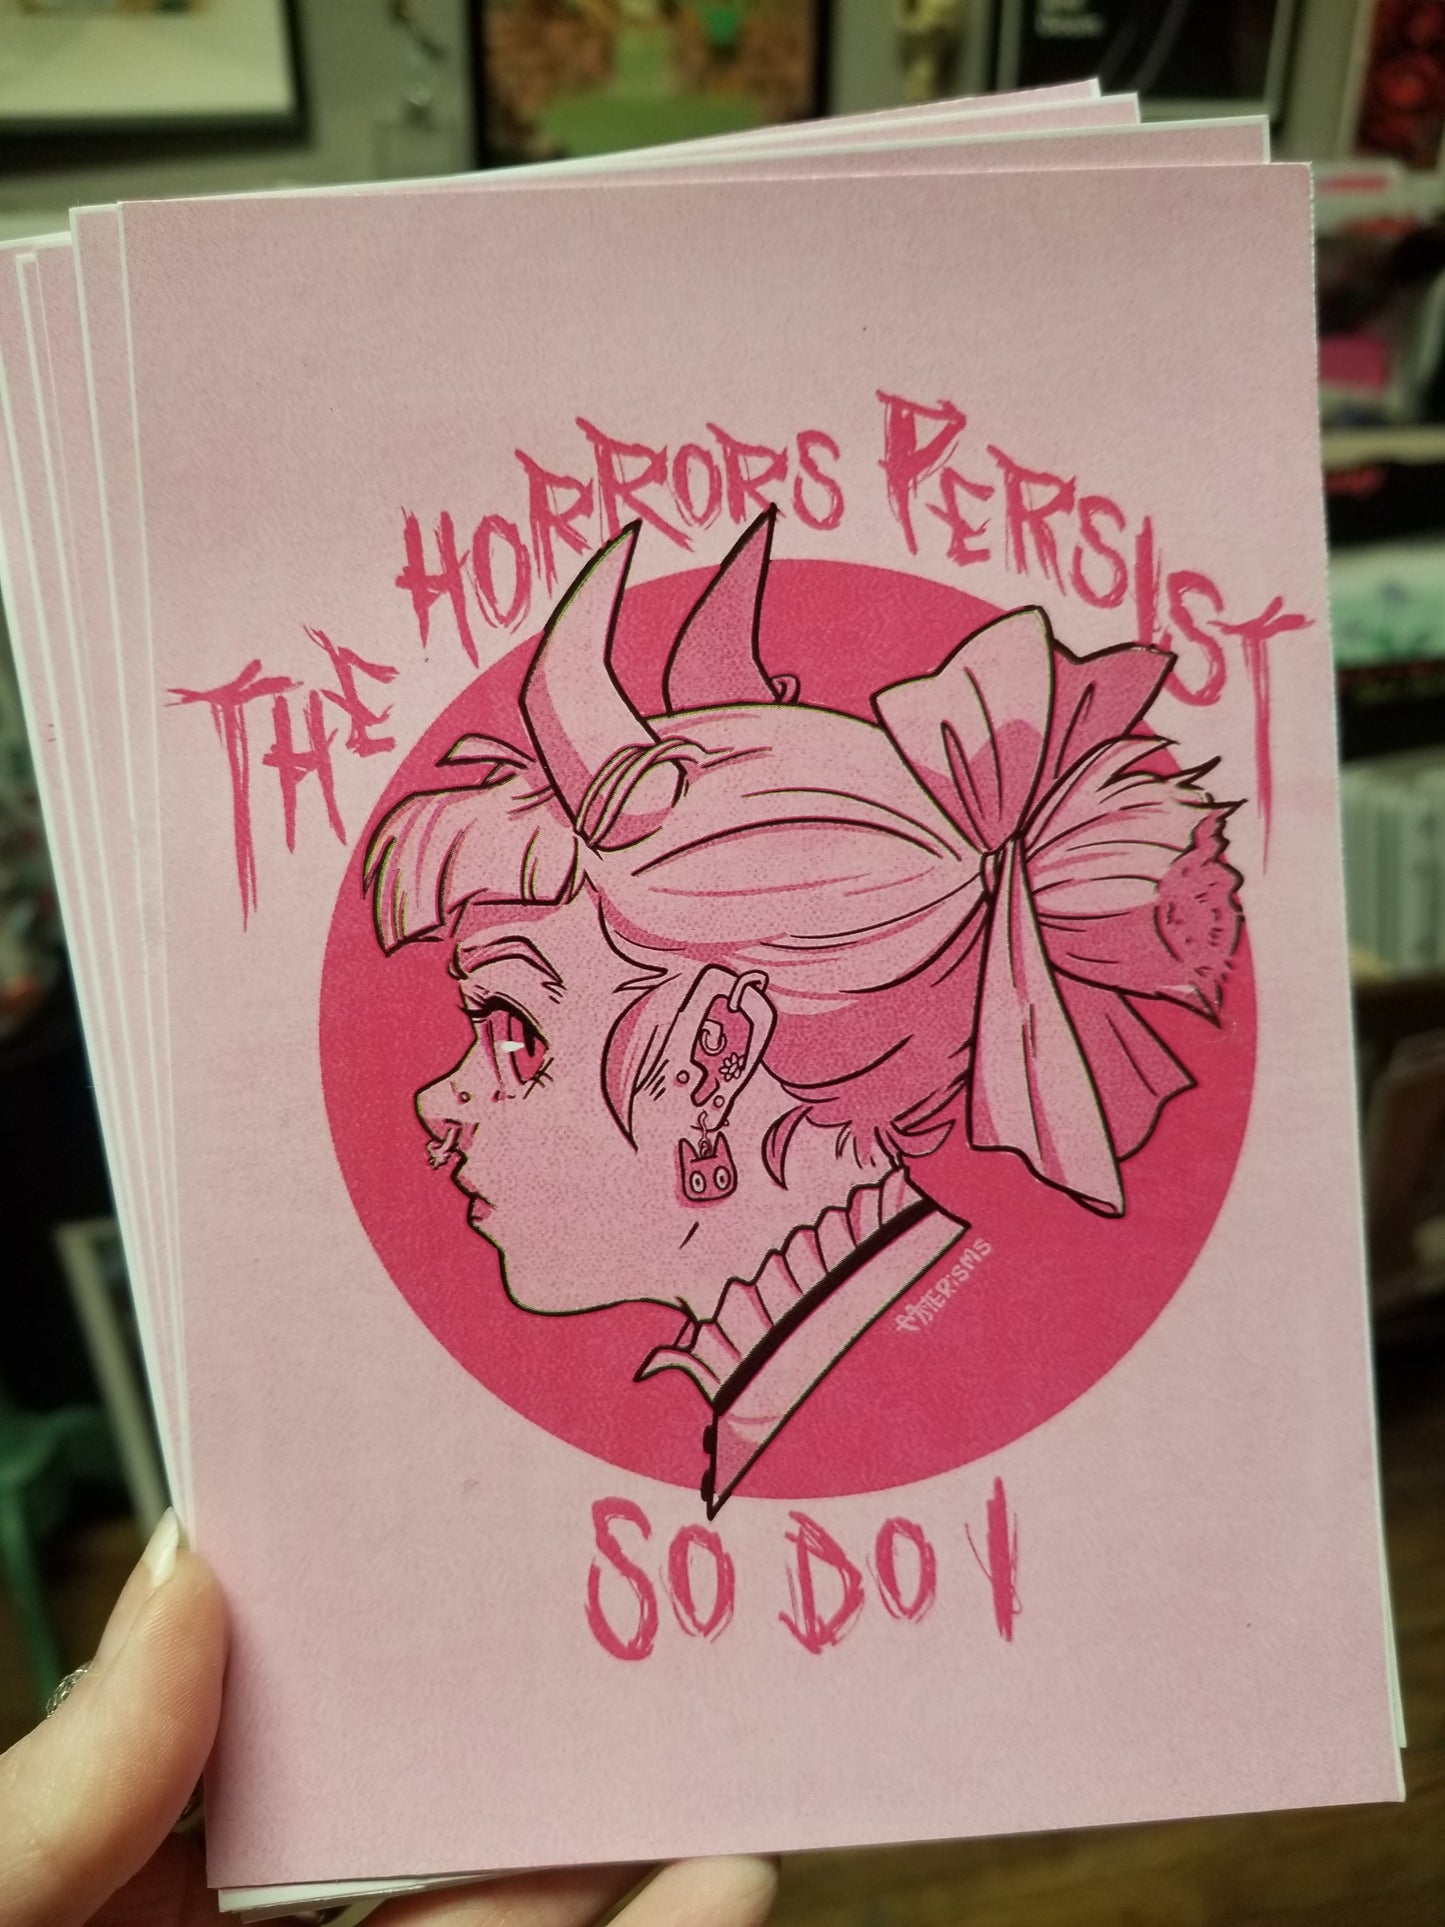 THE HORRORS PERSIST
SO DO I